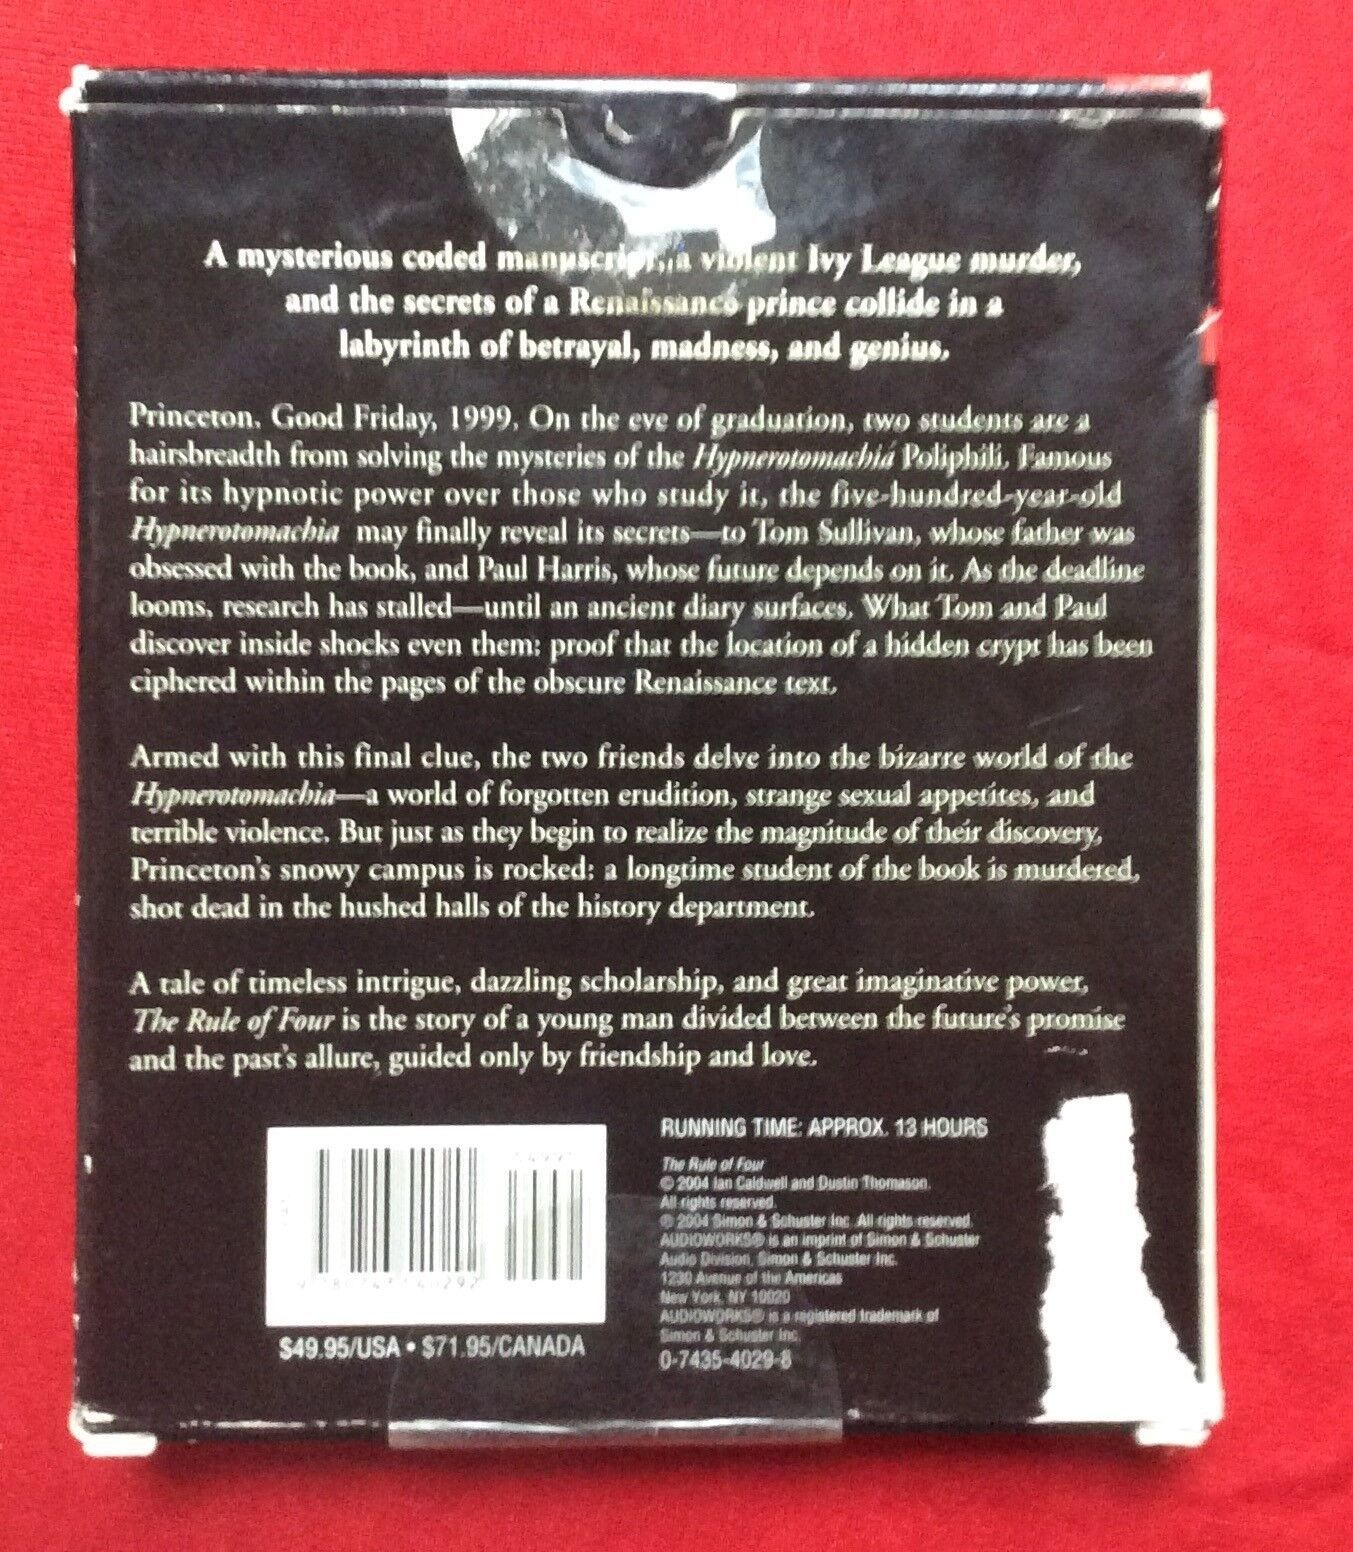 A mysterious coded manuscript, a violent Ivy League murder,
and the secrets of a Renaissance prince collide in a
labyrinth of betrayal, madness, and genius.
Princeton. Good Friday, 1999. On the eve of graduation, two students are a
hairsbreadth from solving the mysteries of the Hypnerotomachia Poliphili. Famous
for its hypnotic power over those who study it, the five-hundred-year-old
Hypnerotomachia may finally reveal its secrets—to Tom Sullivan, whose father was
obsessed with the book, and Paul Harris, whose future depends on it. As the deadline
looms, research has stalled—until an ancient diary surfaces. What Tom and Paul
discover inside shocks even them: proof that the location of a hidden crypt has been
ciphered within the pages of the obscure Renaissance text.
Armed with this final clue, the two friends delve into the bizarre world of the
Hypnerotomachia—a world of forgotten erudition, strange sexual appetites, and
terrible violence. But just as they begin to realize the magnitude of their discovery,
Princeton's snowy campus is rocked: a longtime student of the book is murdered,
shot dead in the hushed halls of the history department.
A tale of timeless intrigue, dazzling scholarship, and great imaginative power,
The Rule of Four is the story of a young man divided between the future's promise
and the past's allure, guided only by friendship and love.
RUNNING TIME: APPROX. 13 HOURS
The Rule of Four
© 2004 Ian Caldwell and Dustin Thomason.
All rights reserved.
℗ 2004 Simon & Schuster Inc. All rights reserved.
AUDIOWORKS® is an imprint of Simon & Schuster
Audio Division, Simon & Schuster Inc.
1230 Avenue of the Americas
New York, NY 10020
AUDIOWORKS® is a registered trademark of
Simon & Schuster Inc.
0-7435-4029-8
$49.95/USA • $71.95/CANADA